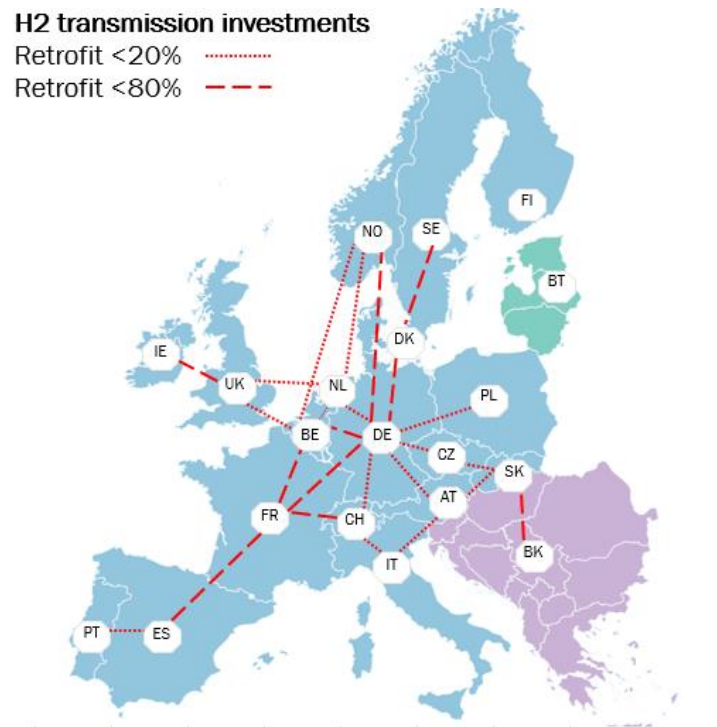 H2 transmission investments
Retrofit <20%
Retrofit <80%
FI
NO
SE
BT
DK
IE
UK
NL
PL
BE
DE
CZ
SK
AT
FR
CH
BK
IT
PT
ES